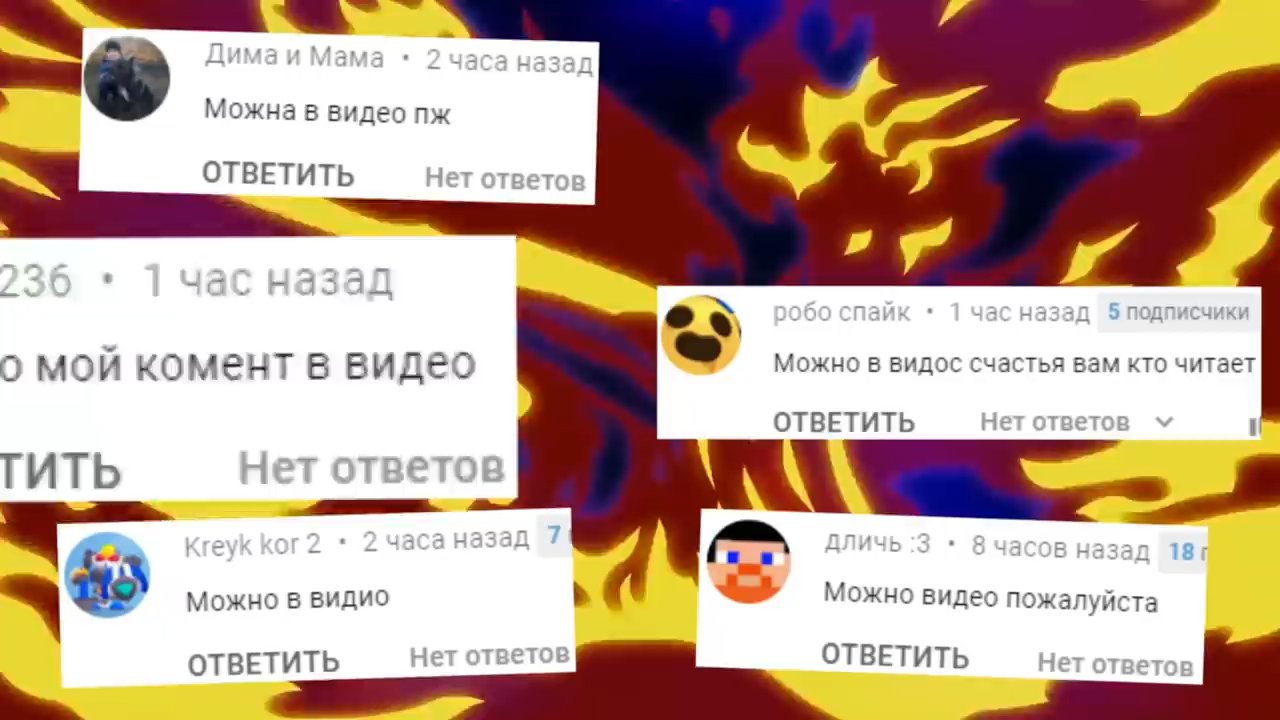 Дима и Мама • 2 часа назад
Можна в видео пж
ОТВЕТИТЬ Нет ответов
236 • 1 час назад
о мой комент в видео
ТИТЬ Нет ответов
робо спайк • 1 час назад 5 подписчики
Можно в видос счастья вам кто читает
ОТВЕТИТЬ Нет ответов
Kreyk kor 2 • 2 часа назад 7
Можно в видио
ОТВЕТИТЬ Нет ответов
дличь :3 • 8 часов назад 18
Можно видео пожалуйста
ОТВЕТИТЬ Нет ответов